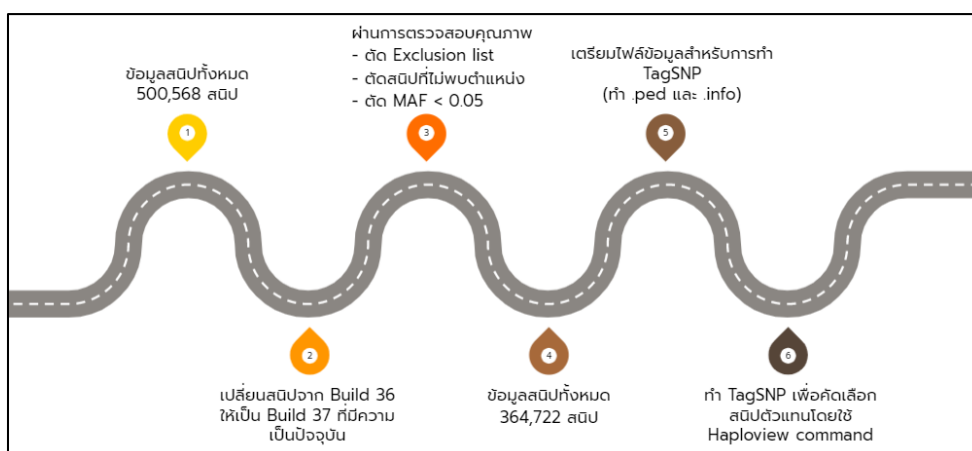 ข้อมูลสนิปทั้งหมด
500,568 สนิป
1
เปลี่ยนสนิปจาก Build 36
ให้เป็น Build 37 ที่มีความ
เป็นปัจจุบัน
2
ผ่านการตรวจสอบคุณภาพ
- ตัด Exclusion list
- ตัดสนิปที่ไม่พบตำแหน่ง
- ตัด MAF < 0.05
3
ข้อมูลสนิปทั้งหมด
364,722 สนิป
4
เตรียมไฟล์ข้อมูลสำหรับการทำ
TagSNP
(ทำ .ped และ .info)
5
ทำ TagSNP เพื่อคัดเลือก
สนิปตัวแทนโดยใช้
Haploview command
6